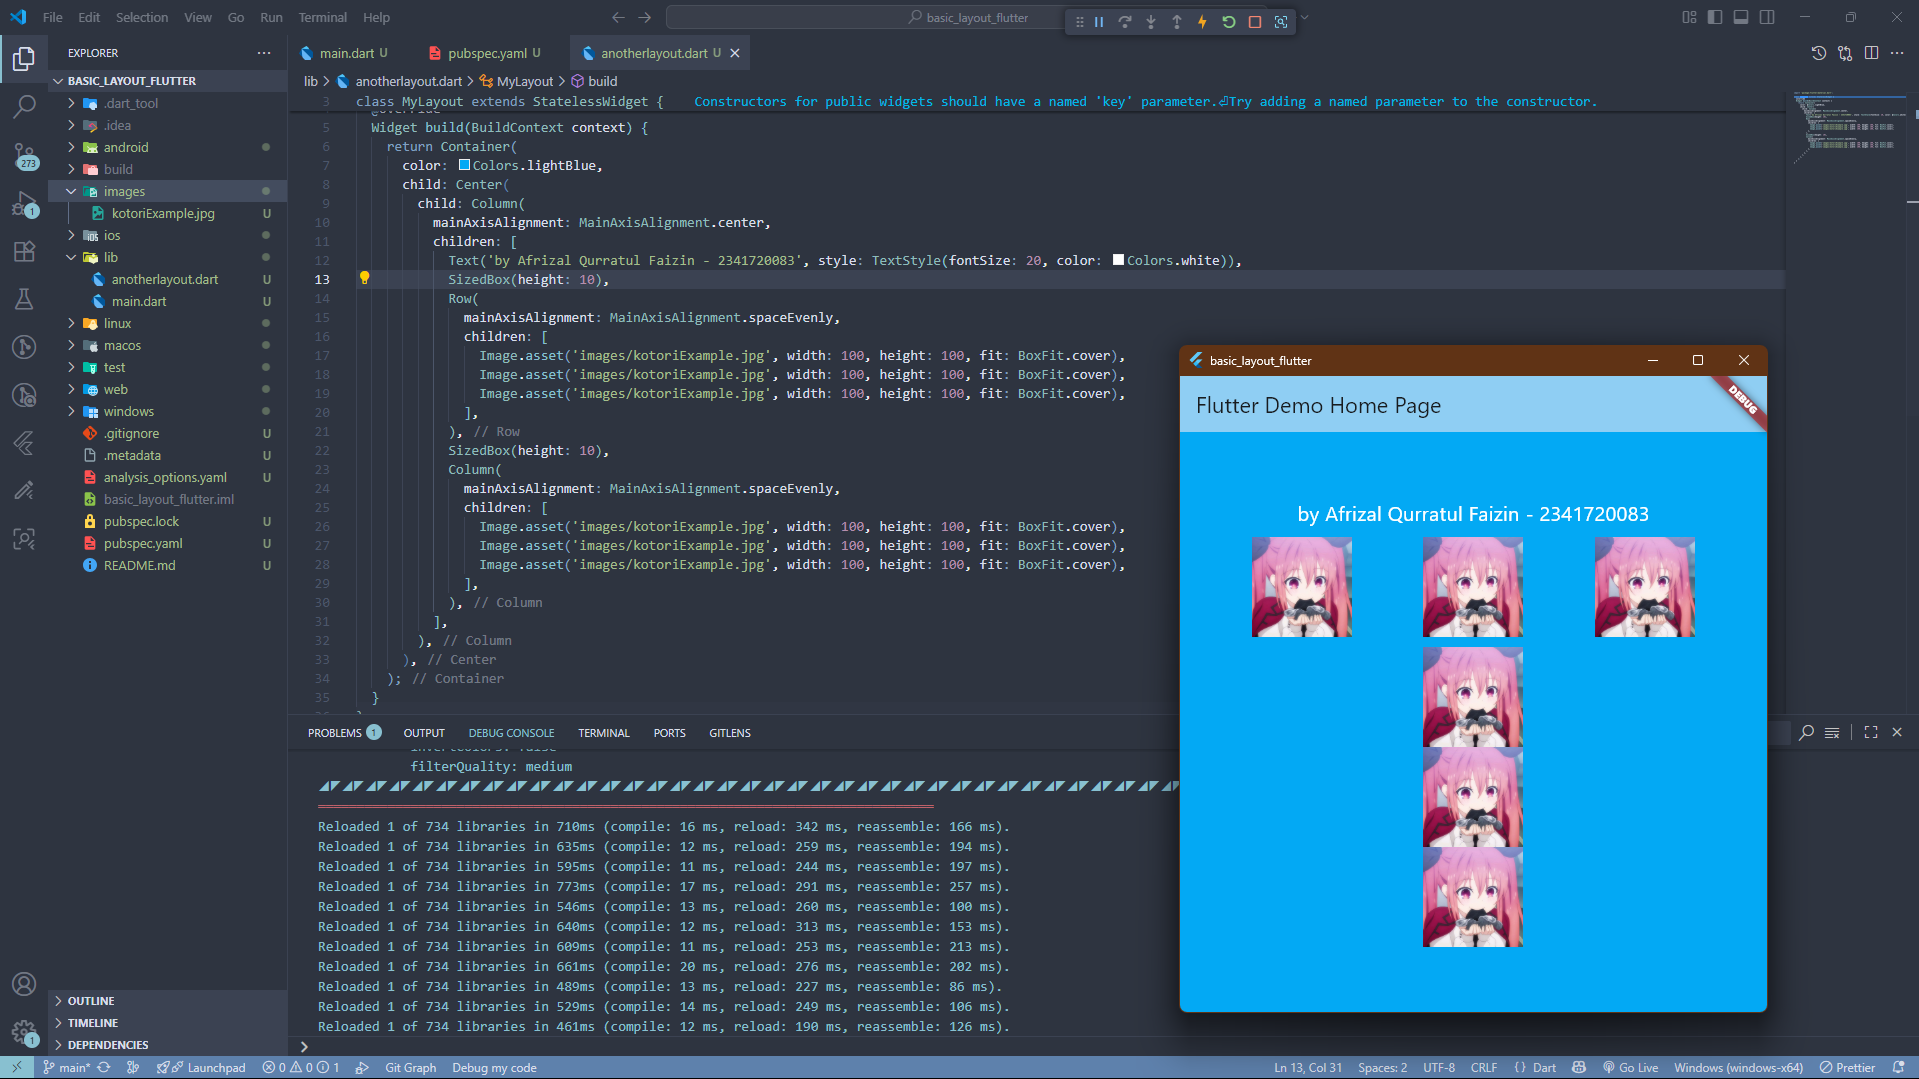 File Edit Selection View Go Run Terminal Help
basic_layout_flutter
EXPLORER
BASIC_LAYOUT_FLUTTER
.dart_tool
.idea
android
build
images
kotoriExample.jpg U
ios
lib
anotherlayout.dart U
main.dart U
linux
macos
test
web
windows
.gitignore U
.metadata U
analysis_options.yaml U
basic_layout_flutter.iml
pubspec.lock U
pubspec.yaml U
README.md U
OUTLINE
TIMELINE
DEPENDENCIES
273
1
1
main.dart U pubspec.yaml U anotherlayout.dart U
lib > anotherlayout.dart > MyLayout > build
3 class MyLayout extends StatelessWidget { Constructors for public widgets should have a named 'key' parameter.⏎Try adding a named parameter to the constructor.
@override
5 Widget build(BuildContext context) {
6 return Container(
7 color: Colors.lightBlue,
8 child: Center(
9 child: Column(
10 mainAxisAlignment: MainAxisAlignment.center,
11 children: [
12 Text('by Afrizal Qurratul Faizin - 2341720083', style: TextStyle(fontSize: 20, color: Colors.white)),
13 SizedBox(height: 10),
14 Row(
15 mainAxisAlignment: MainAxisAlignment.spaceEvenly,
16 children: [
17 Image.asset('images/kotoriExample.jpg', width: 100, height: 100, fit: BoxFit.cover),
18 Image.asset('images/kotoriExample.jpg', width: 100, height: 100, fit: BoxFit.cover),
19 Image.asset('images/kotoriExample.jpg', width: 100, height: 100, fit: BoxFit.cover),
20 ],
21 ), // Row
22 SizedBox(height: 10),
23 Column(
24 mainAxisAlignment: MainAxisAlignment.spaceEvenly,
25 children: [
26 Image.asset('images/kotoriExample.jpg', width: 100, height: 100, fit: BoxFit.cover),
27 Image.asset('images/kotoriExample.jpg', width: 100, height: 100, fit: BoxFit.cover),
28 Image.asset('images/kotoriExample.jpg', width: 100, height: 100, fit: BoxFit.cover),
29 ],
30 ), // Column
31 ],
32 ), // Column
33 ), // Center
34 ); // Container
35 }
PROBLEMS 1 OUTPUT DEBUG CONSOLE TERMINAL PORTS GITLENS
invertColors: false
filterQuality: medium
Reloaded 1 of 734 libraries in 710ms (compile: 16 ms, reload: 342 ms, reassemble: 166 ms).
Reloaded 1 of 734 libraries in 635ms (compile: 12 ms, reload: 259 ms, reassemble: 194 ms).
Reloaded 1 of 734 libraries in 595ms (compile: 11 ms, reload: 244 ms, reassemble: 197 ms).
Reloaded 1 of 734 libraries in 773ms (compile: 17 ms, reload: 291 ms, reassemble: 257 ms).
Reloaded 1 of 734 libraries in 546ms (compile: 13 ms, reload: 260 ms, reassemble: 100 ms).
Reloaded 1 of 734 libraries in 640ms (compile: 12 ms, reload: 313 ms, reassemble: 153 ms).
Reloaded 1 of 734 libraries in 609ms (compile: 11 ms, reload: 253 ms, reassemble: 213 ms).
Reloaded 1 of 734 libraries in 661ms (compile: 20 ms, reload: 276 ms, reassemble: 202 ms).
Reloaded 1 of 734 libraries in 489ms (compile: 13 ms, reload: 227 ms, reassemble: 86 ms).
Reloaded 1 of 734 libraries in 529ms (compile: 14 ms, reload: 249 ms, reassemble: 106 ms).
Reloaded 1 of 734 libraries in 461ms (compile: 12 ms, reload: 190 ms, reassemble: 126 ms).
basic_layout_flutter
Flutter Demo Home Page
DEBUG
by Afrizal Qurratul Faizin - 2341720083
main* Launchpad 0 0 1 Git Graph Debug my code
Ln 13, Col 31 Spaces: 2 UTF-8 CRLF {} Dart Go Live Windows (windows-x64) Prettier